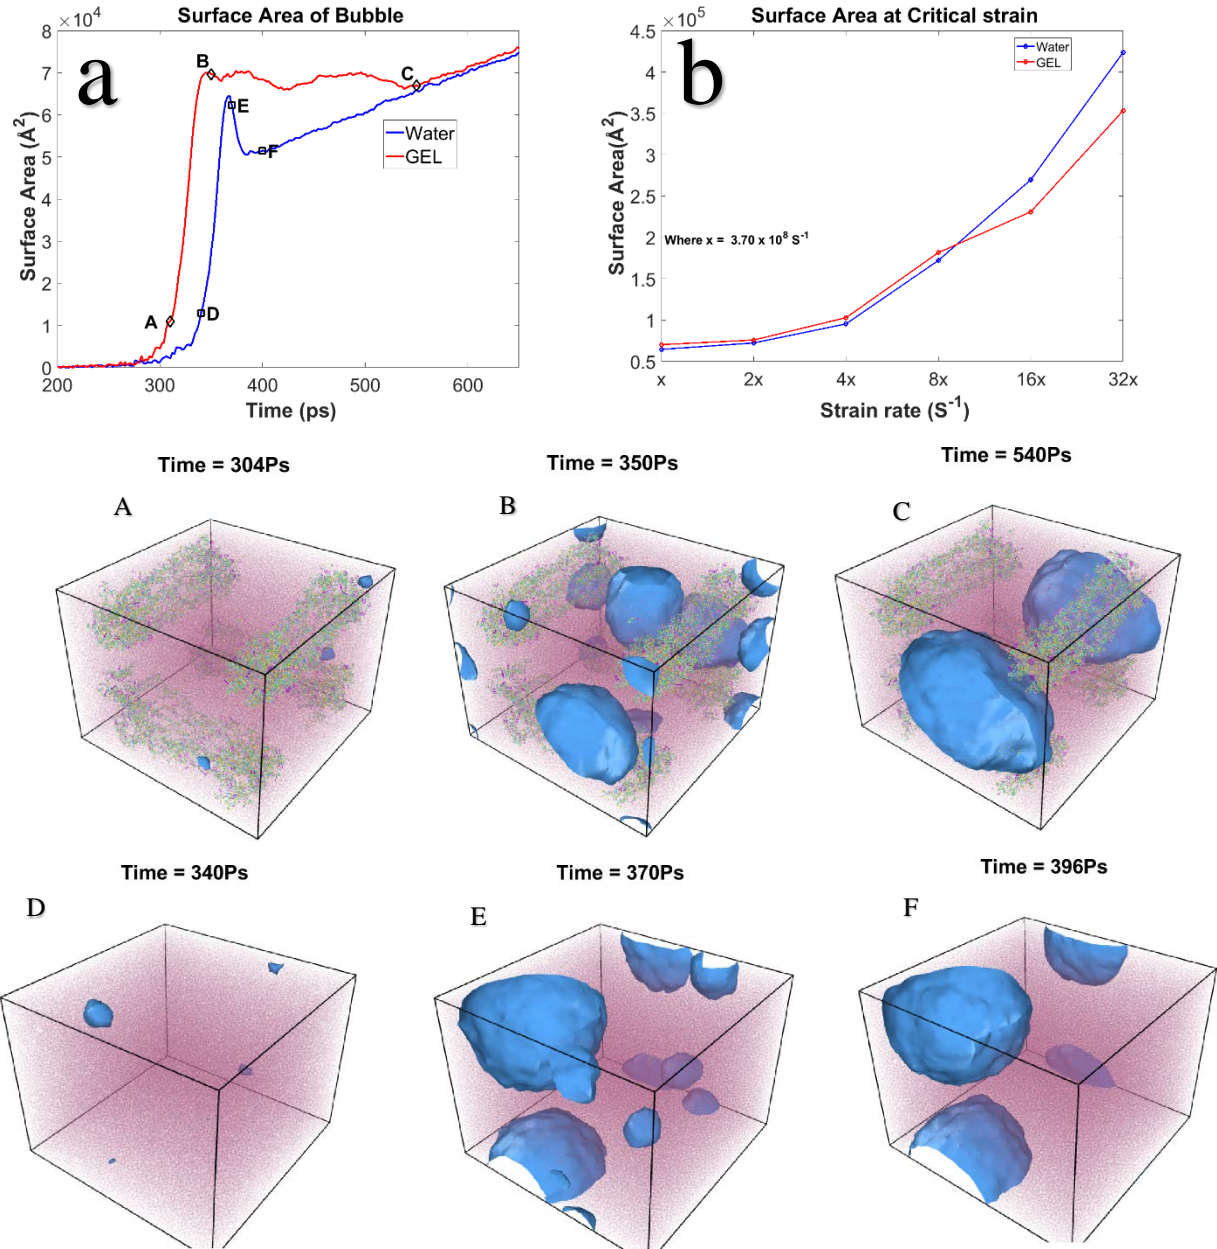 Surface Area of Bubble
×10⁴
a
8
7
6
5
4
3
2
1
0
200
300
400
500
600
Surface Area (Å²)
Time (ps)
A
B
C
D
E
F
Water
GEL
Surface Area at Critical strain
×10⁵
b
4.5
4
3.5
3
2.5
2
1.5
1
0.5
x
2x
4x
8x
16x
32x
Surface Area(Å²)
Strain rate (S⁻¹)
Water
GEL
Where x = 3.70 x 10⁸ S⁻¹
Time = 304Ps
A
Time = 350Ps
B
Time = 540Ps
C
Time = 340Ps
D
Time = 370Ps
E
Time = 396Ps
F